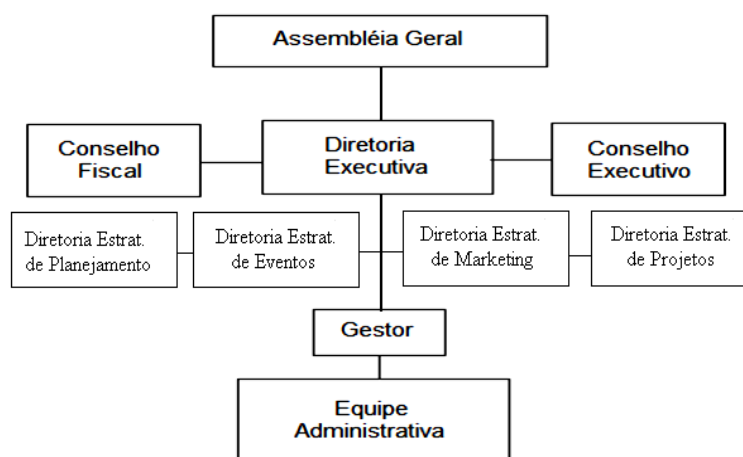 Assembléia Geral
Conselho
Fiscal
Diretoria
Executiva
Conselho
Executivo
Diretoria Estrat.
de Planejamento
Diretoria Estrat.
de Eventos
Diretoria Estrat.
de Marketing
Diretoria Estrat.
de Projetos
Gestor
Equipe
Administrativa